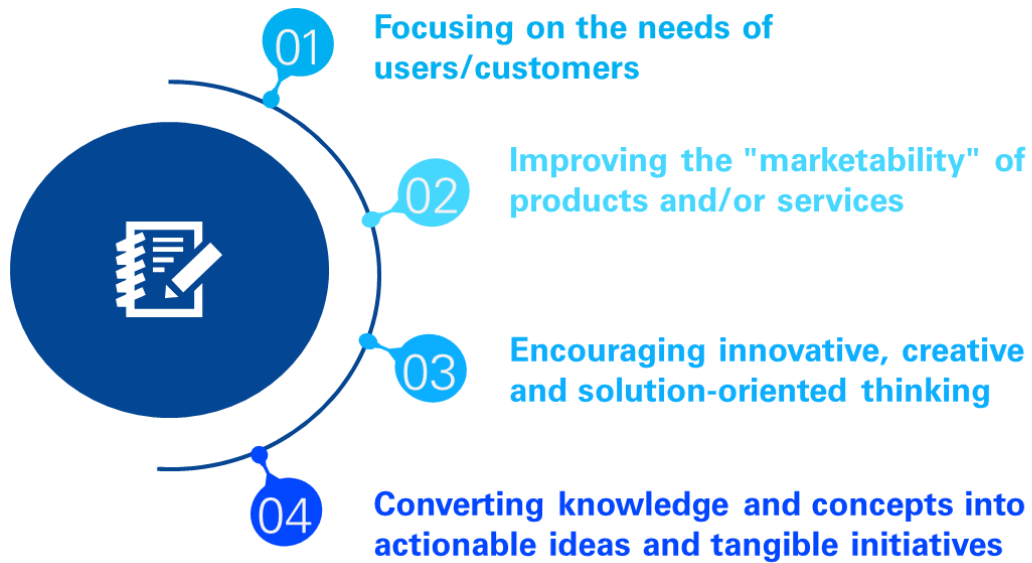 01
Focusing on the needs of
users/customers
02
Improving the "marketability" of
products and/or services
03
Encouraging innovative, creative
and solution-oriented thinking
04
Converting knowledge and concepts into
actionable ideas and tangible initiatives